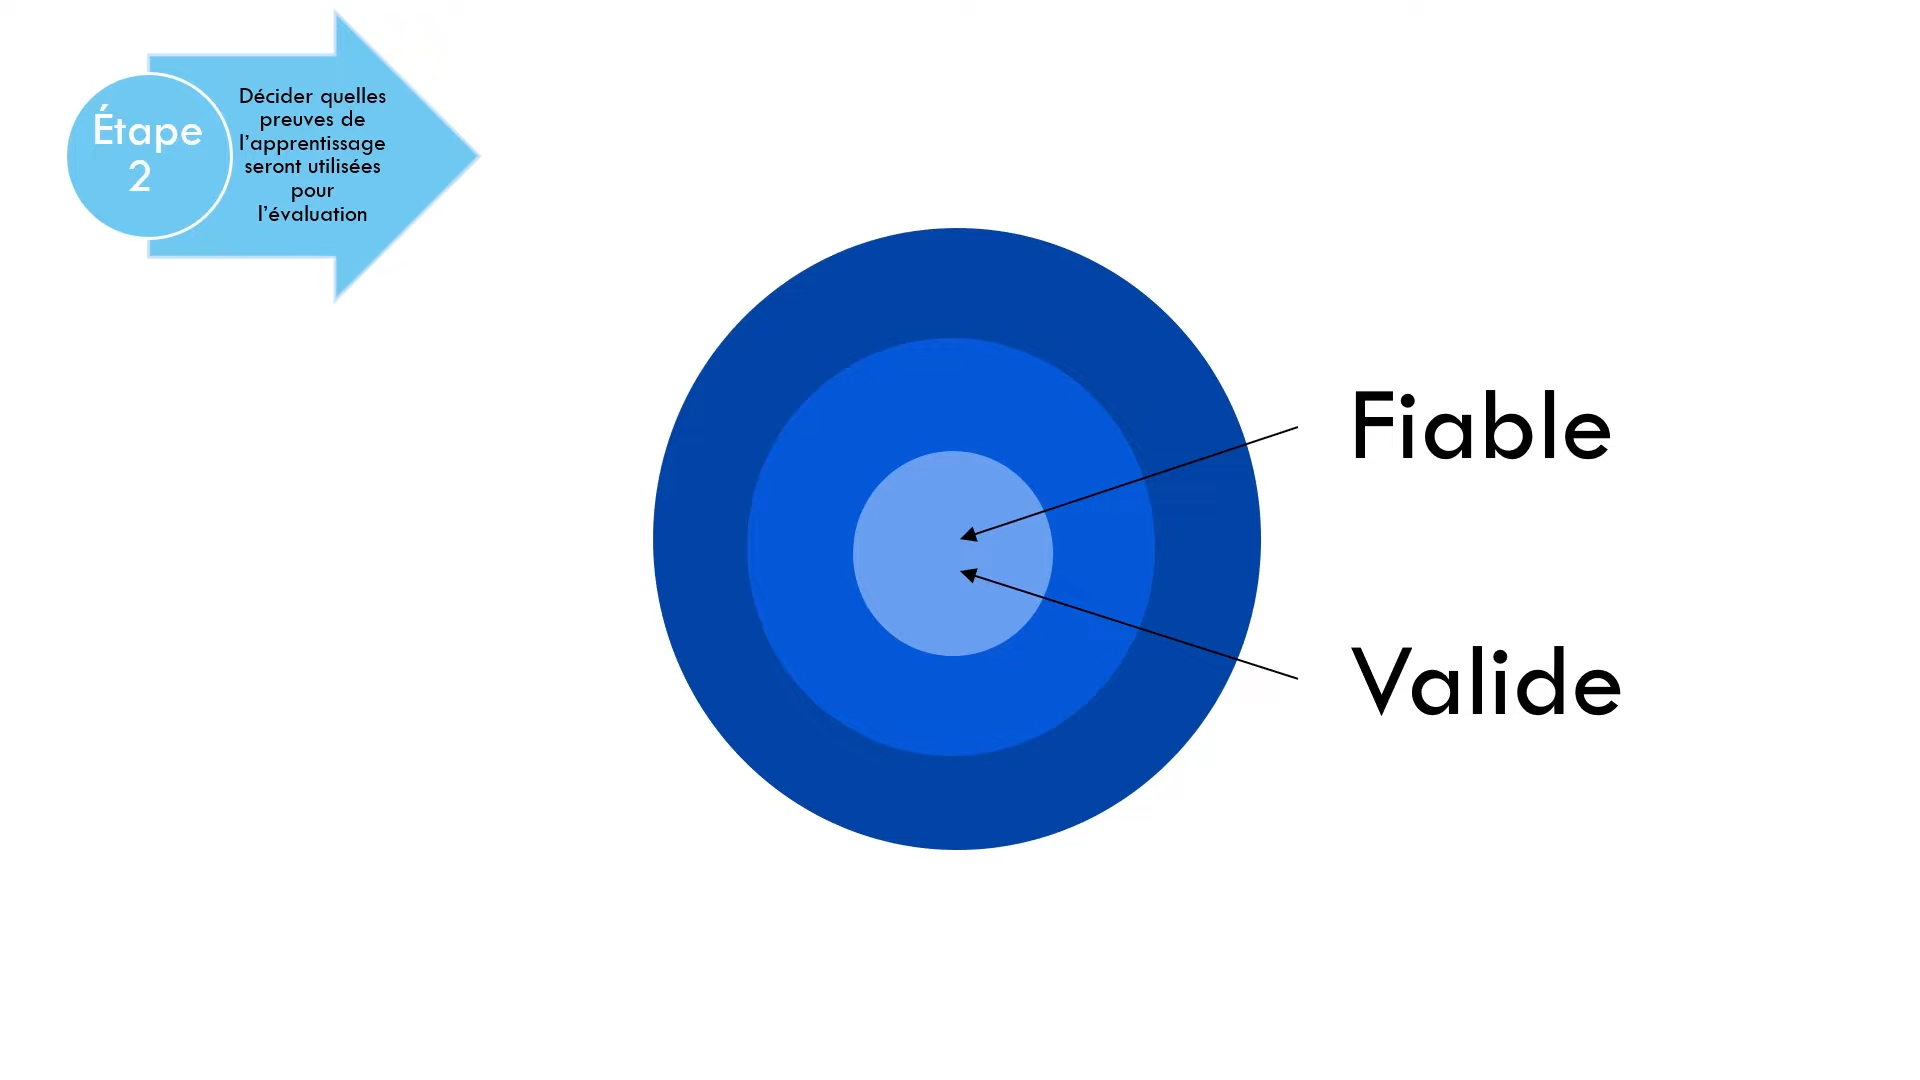 Étape
2
Décider quelles
preuves de
l’apprentissage
seront utilisées
pour
l’évaluation
Fiable
Valide